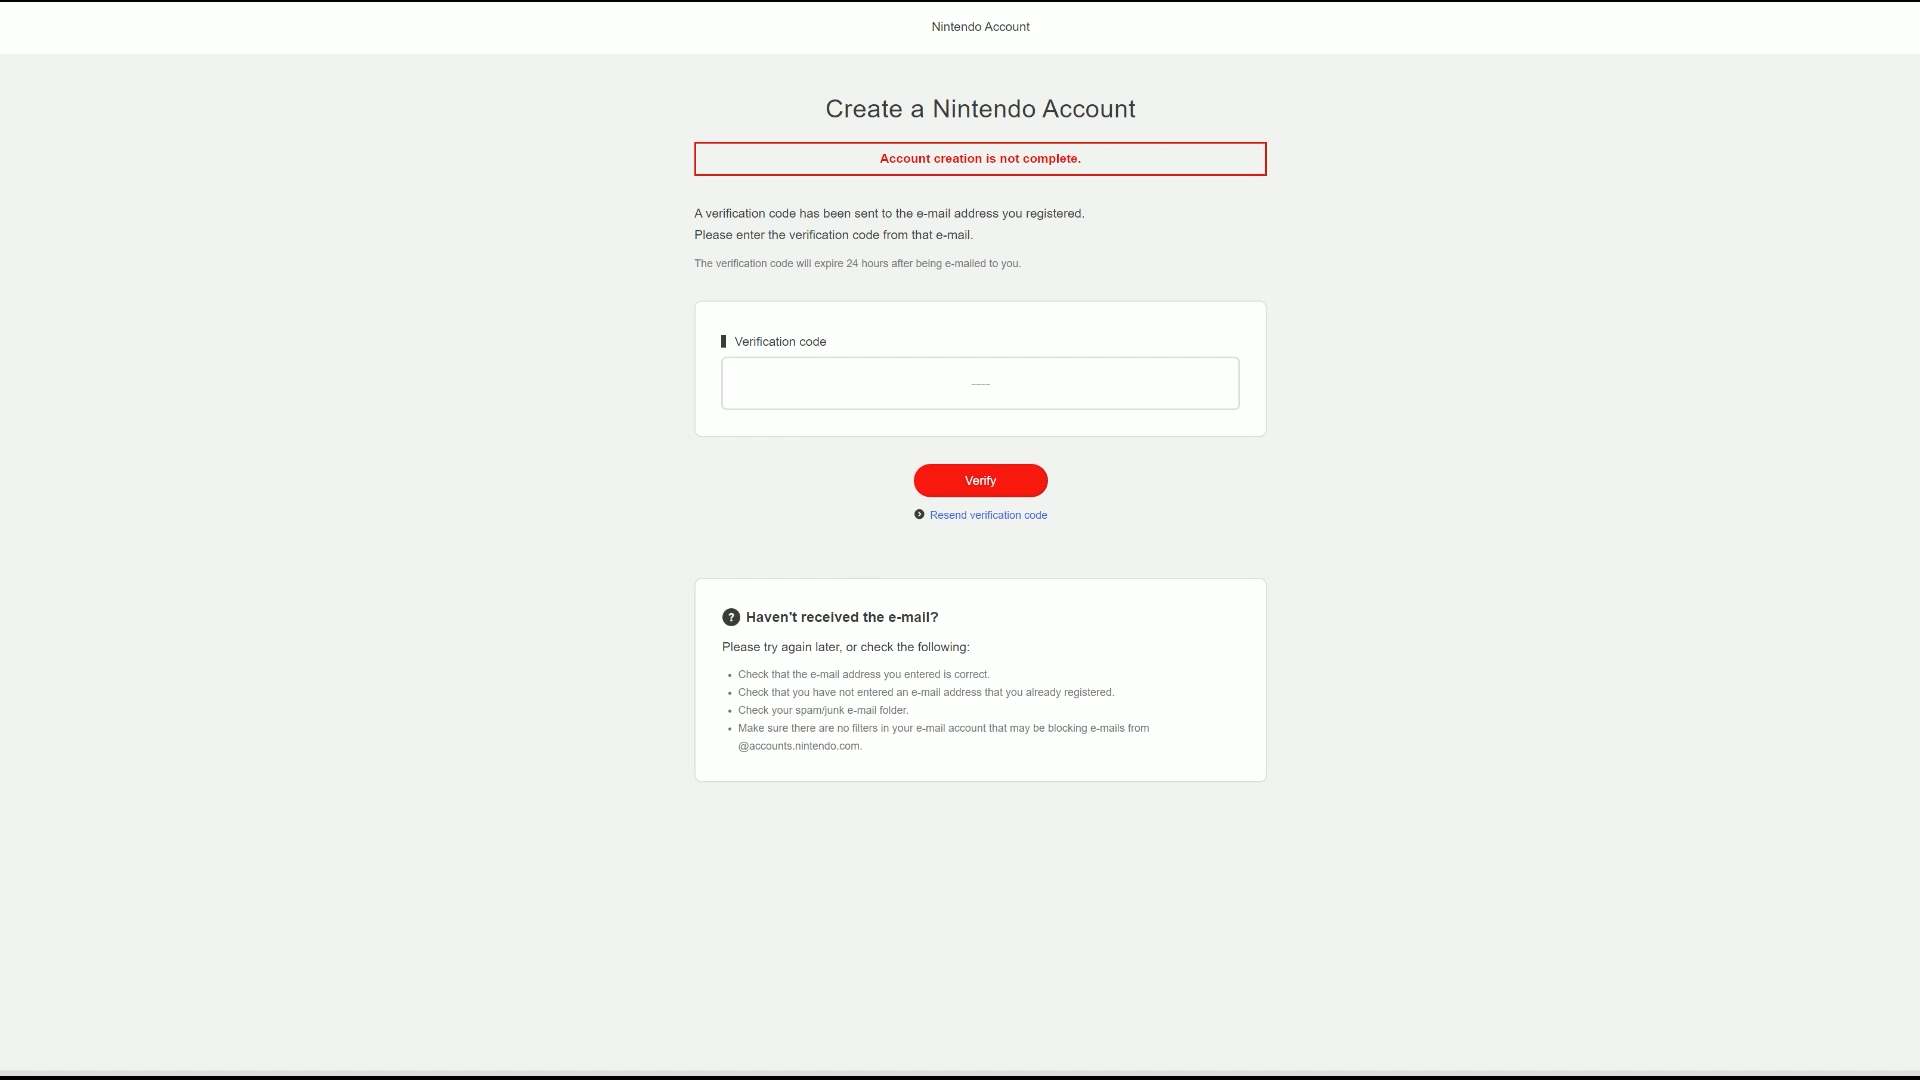 Nintendo Account
Create a Nintendo Account
Account creation is not complete.
A verification code has been sent to the e-mail address you registered.
Please enter the verification code from that e-mail.
The verification code will expire 24 hours after being e-mailed to you.
Verification code
----
Verify
Resend verification code
? Haven't received the e-mail?
Please try again later, or check the following:
• Check that the e-mail address you entered is correct.
• Check that you have not entered an e-mail address that you already registered.
• Check your spam/junk e-mail folder.
• Make sure there are no filters in your e-mail account that may be blocking e-mails from
@accounts.nintendo.com.